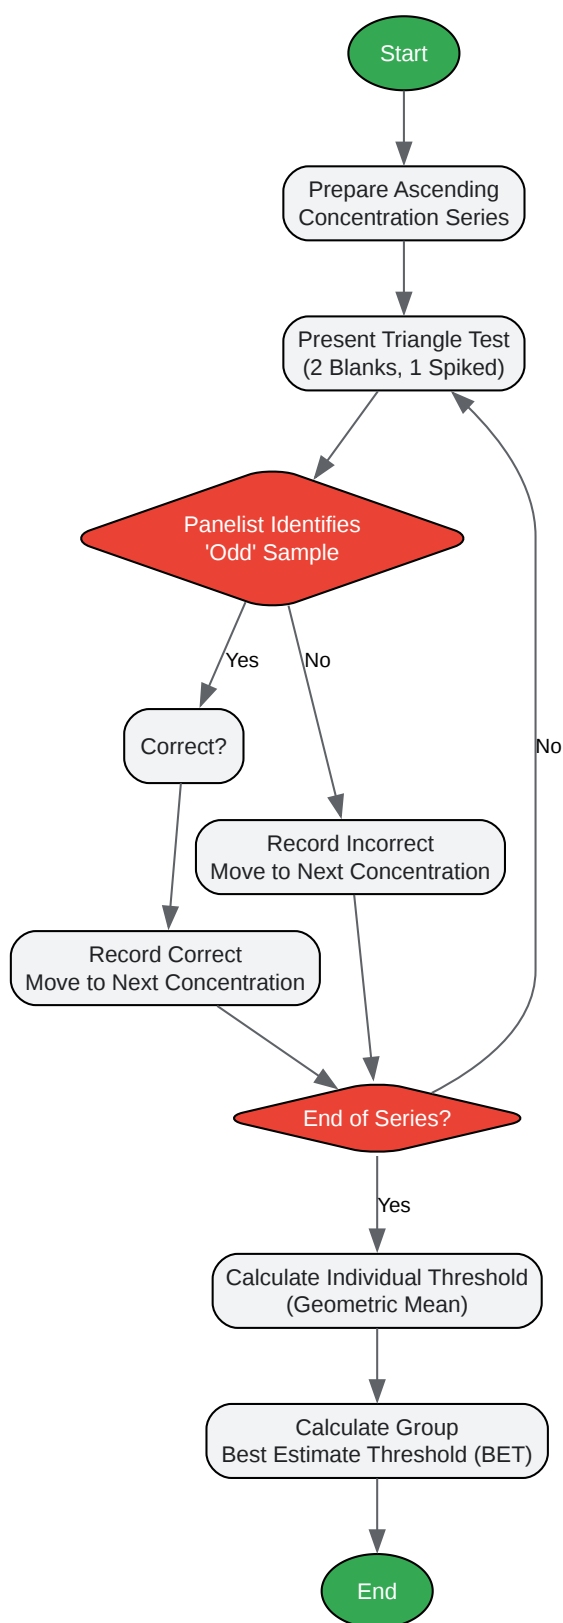 Start
Prepare Ascending
Concentration Series
Present Triangle Test
(2 Blanks, 1 Spiked)
Panelist Identifies
'Odd' Sample
Yes
No
Correct?
No
Record Incorrect
Move to Next Concentration
Record Correct
Move to Next Concentration
End of Series?
Yes
Calculate Individual Threshold
(Geometric Mean)
Calculate Group
Best Estimate Threshold (BET)
End